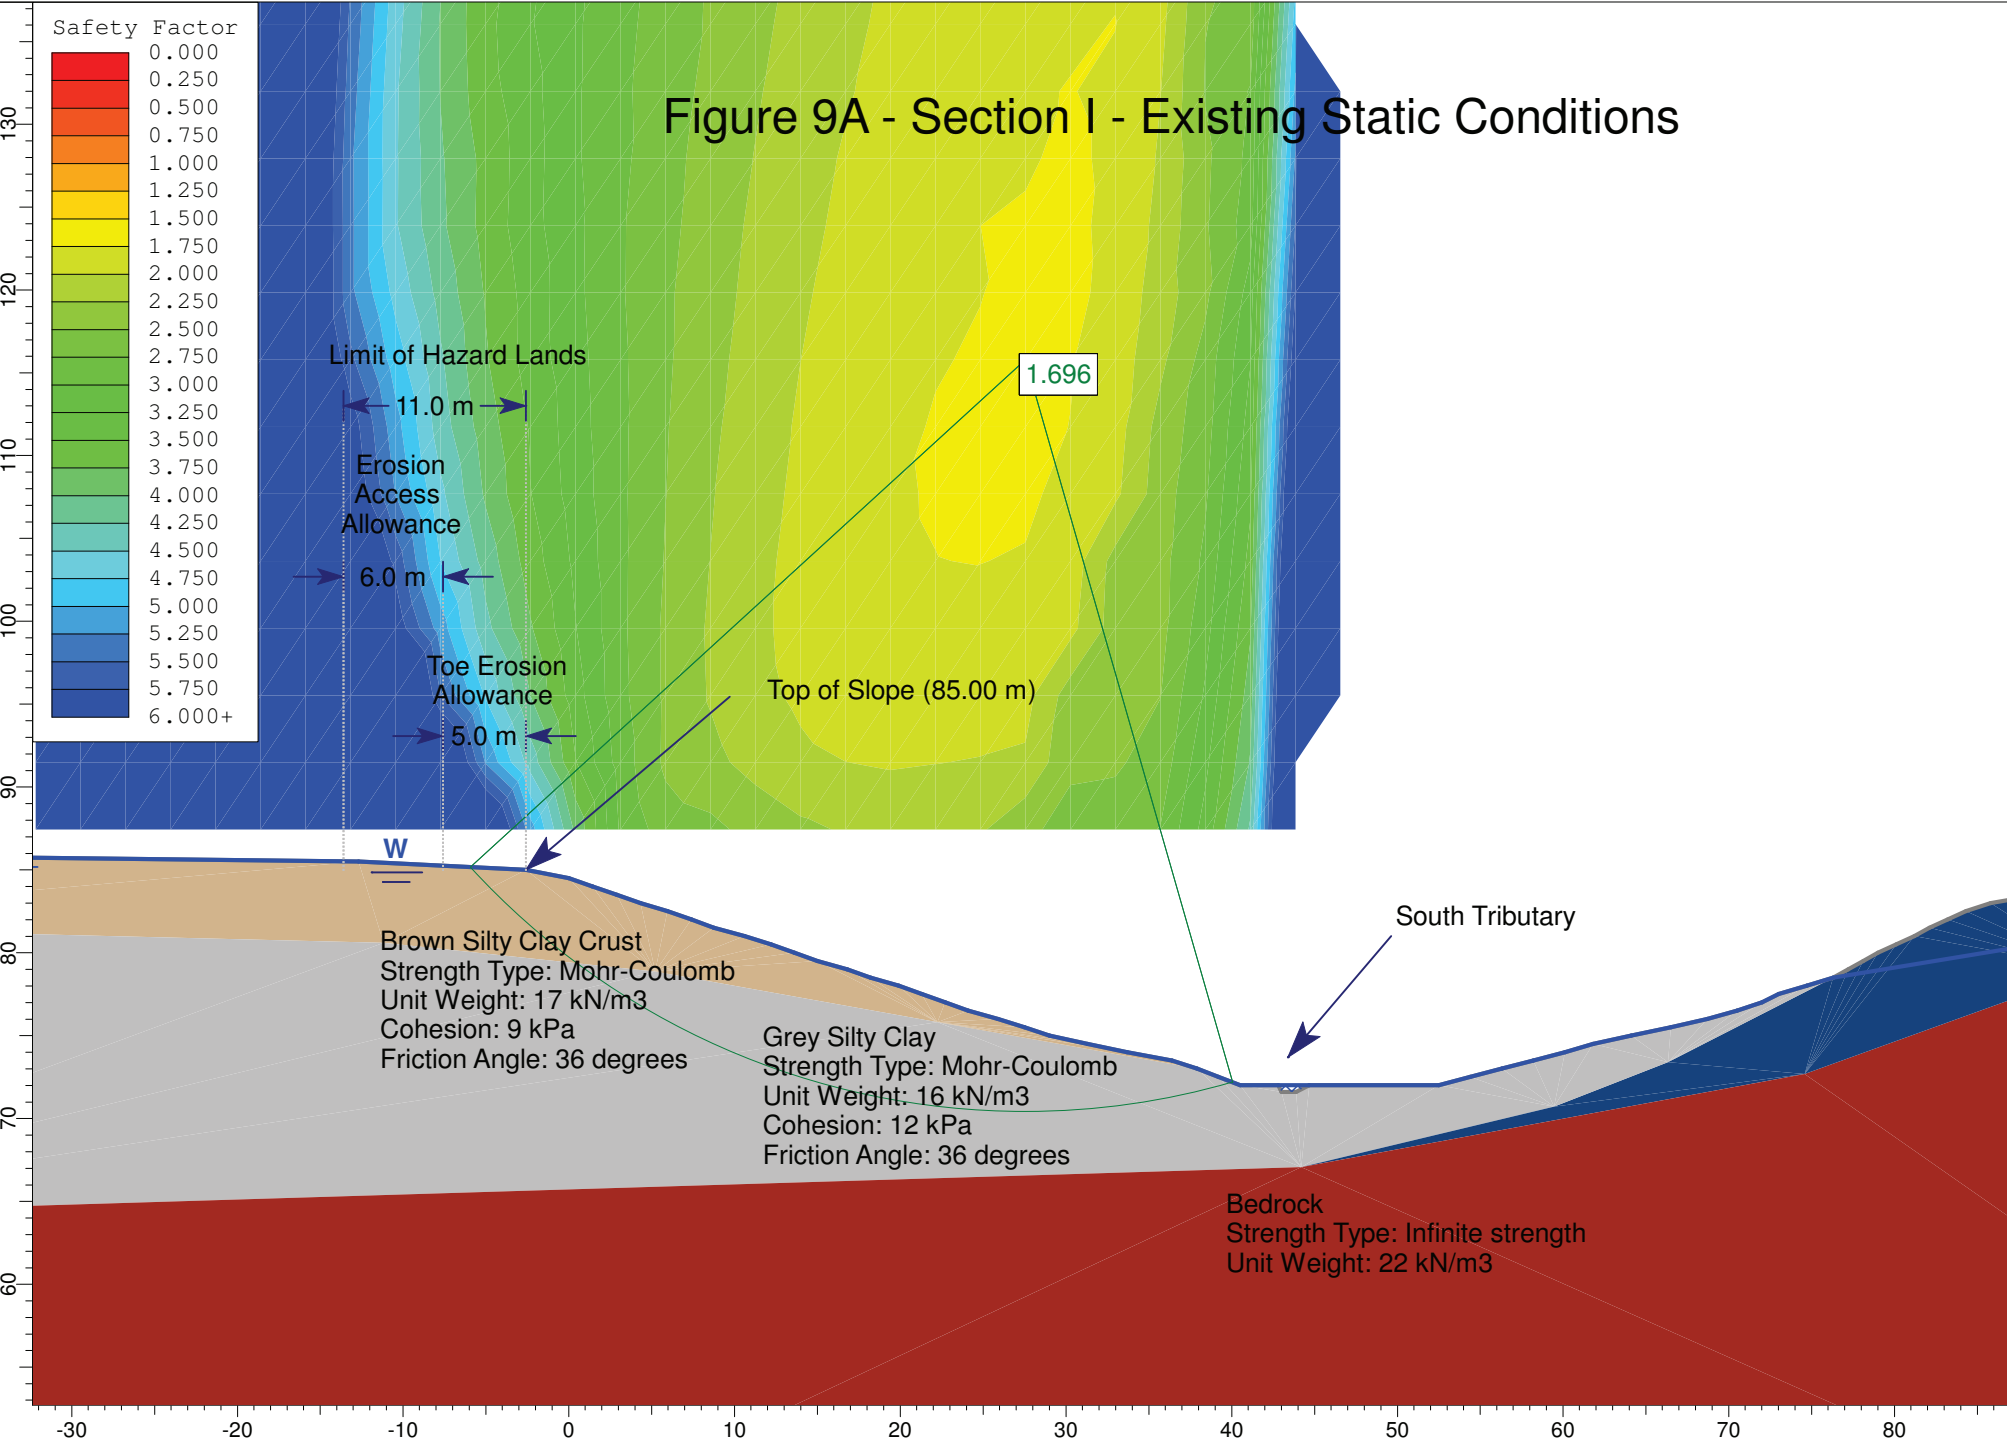 Safety Factor
0.000
0.250
0.500
0.750
1.000
1.250
1.500
1.750
2.000
2.250
2.500
2.750
3.000
3.250
3.500
3.750
4.000
4.250
4.500
4.750
5.000
5.250
5.500
5.750
6.000+
Figure 9A - Section I - Existing Static Conditions
1.696
Limit of Hazard Lands
11.0 m
Erosion
Access
Allowance
6.0 m
Toe Erosion
Allowance
5.0 m
Top of Slope (85.00 m)
W
South Tributary
Brown Silty Clay Crust
Strength Type: Mohr-Coulomb
Unit Weight: 17 kN/m3
Cohesion: 9 kPa
Friction Angle: 36 degrees
Grey Silty Clay
Strength Type: Mohr-Coulomb
Unit Weight: 16 kN/m3
Cohesion: 12 kPa
Friction Angle: 36 degrees
Bedrock
Strength Type: Infinite strength
Unit Weight: 22 kN/m3
130
120
110
100
90
80
70
60
-30 -20 -10 0 10 20 30 40 50 60 70 80